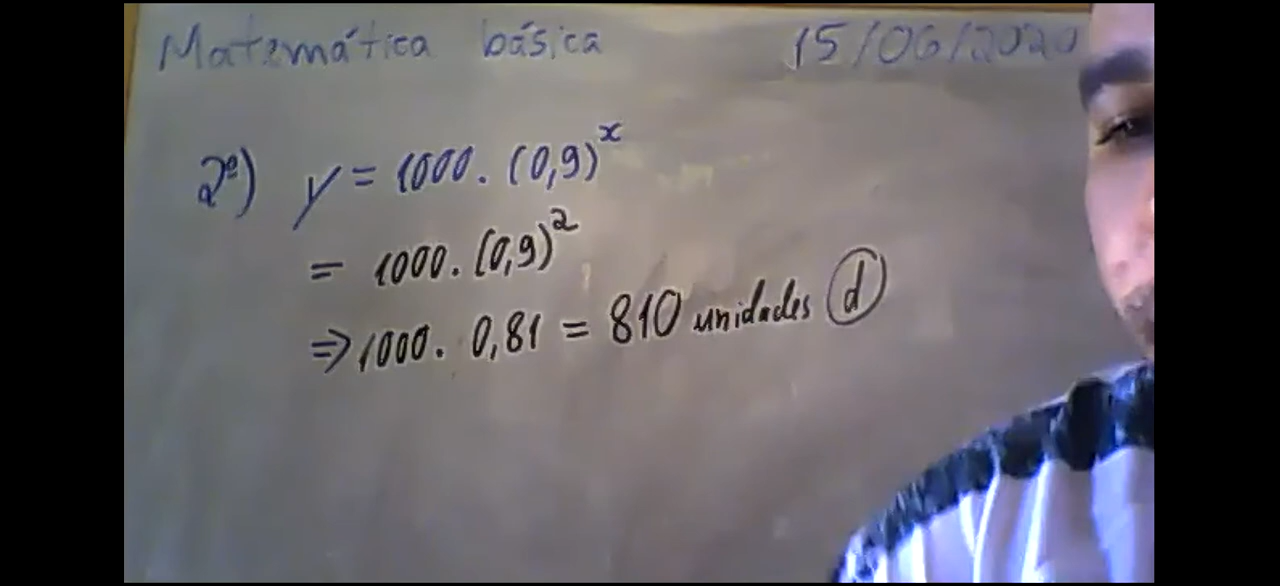 Matemática básica 15/06/2020
2º) y = 1000. (0,9)^x
= 1000. (0,9)^2
⇒ 1000. 0,81 = 810 unidades d